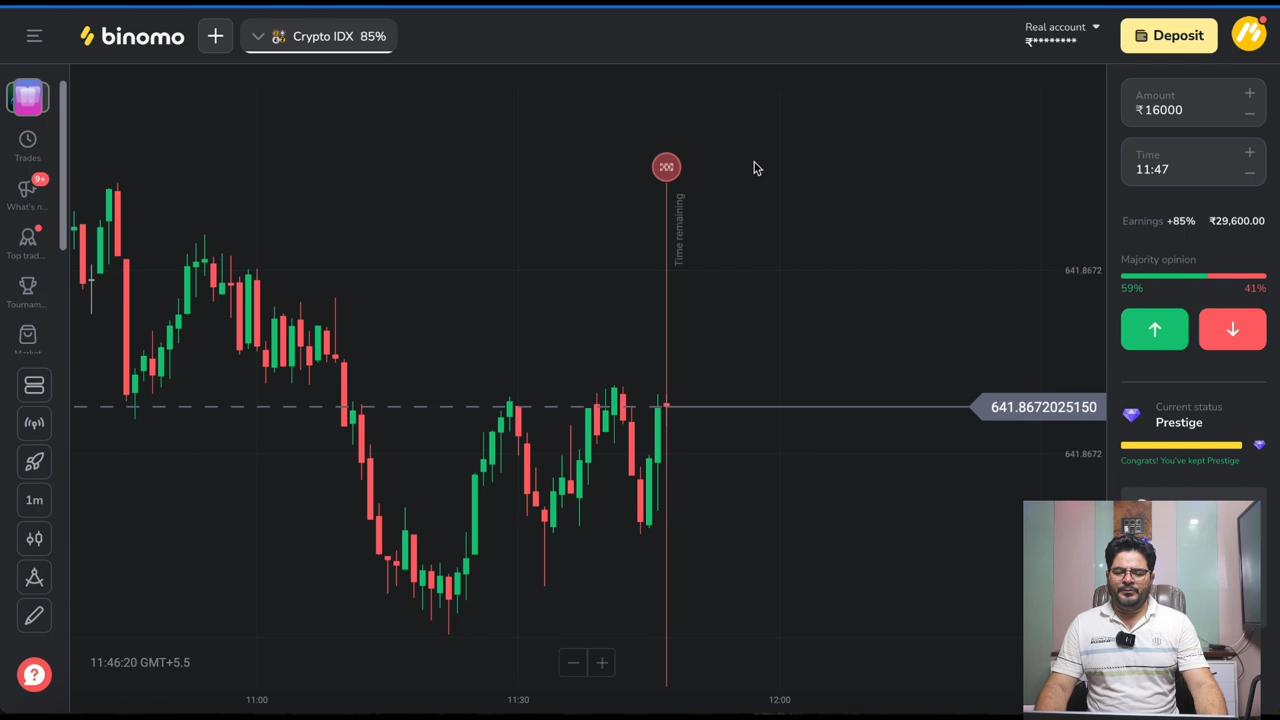 binomo
Crypto IDX 85%
Real account
₹********
Deposit
Trades
9+
What's n...
Top trad...
Tournam...
Market
1m
Time remaining
641.8672
641.8672025150
641.8672
11:46:20 GMT+5.5
11:00
11:30
12:00
Amount
₹16000
Time
11:47
Earnings +85% ₹29,600.00
Majority opinion
59% 41%
Current status
Prestige
Congrats! You've kept Prestige